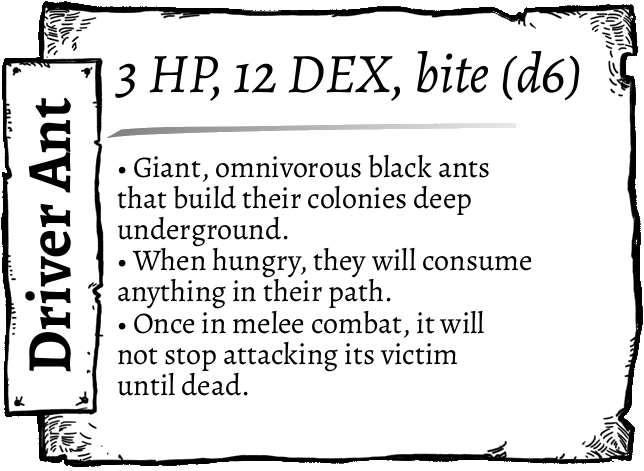 Driver Ant
3 HP, 12 DEX, bite (d6)
• Giant, omnivorous black ants
that build their colonies deep
underground.
• When hungry, they will consume
anything in their path.
• Once in melee combat, it will
not stop attacking its victim
until dead.